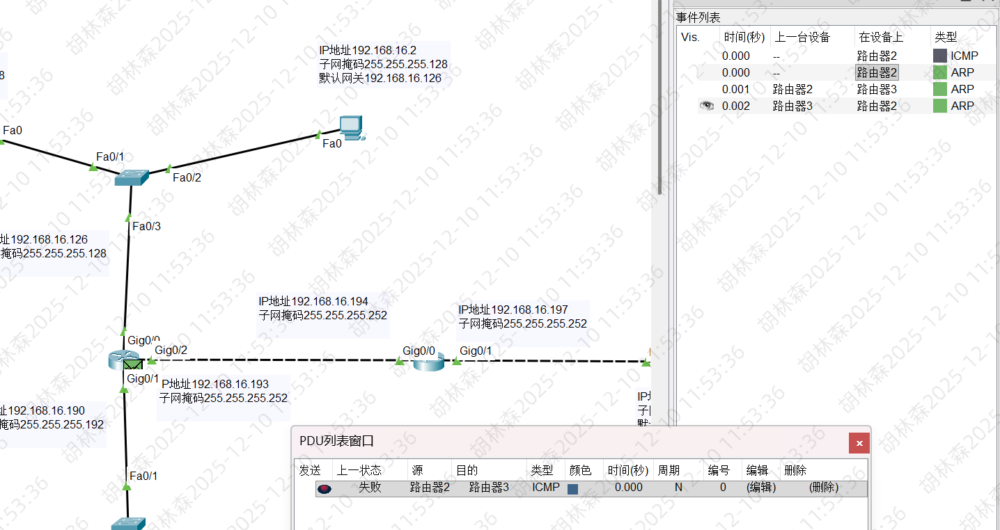 8
IP地址192.168.16.2
子网掩码255.255.255.128
默认网关192.168.16.126
Fa0
Fa0
Fa0/1
Fa0/2
Fa0/3
址192.168.16.126
掩码255.255.255.128
IP地址192.168.16.194
子网掩码255.255.255.252
IP地址192.168.16.197
子网掩码255.255.255.252
Gig0/0
Gig0/2
Gig0/0
Gig0/1
Gig0/1
P地址192.168.16.193
子网掩码255.255.255.252
址192.168.16.190
掩码255.255.255.192
Fa0/1
事件列表
Vis. 时间(秒) 上一台设备 在设备上 类型
0.000 -- 路由器2 ICMP
0.000 -- 路由器2 ARP
0.001 路由器2 路由器3 ARP
0.002 路由器3 路由器2 ARP
PDU列表窗口
发送 上一状态 源 目的 类型 颜色 时间(秒) 周期 编号 编辑 删除
失败 路由器2 路由器3 ICMP 0.000 N 0 (编辑) (删除)
胡林森2025-12-10 11:53:36